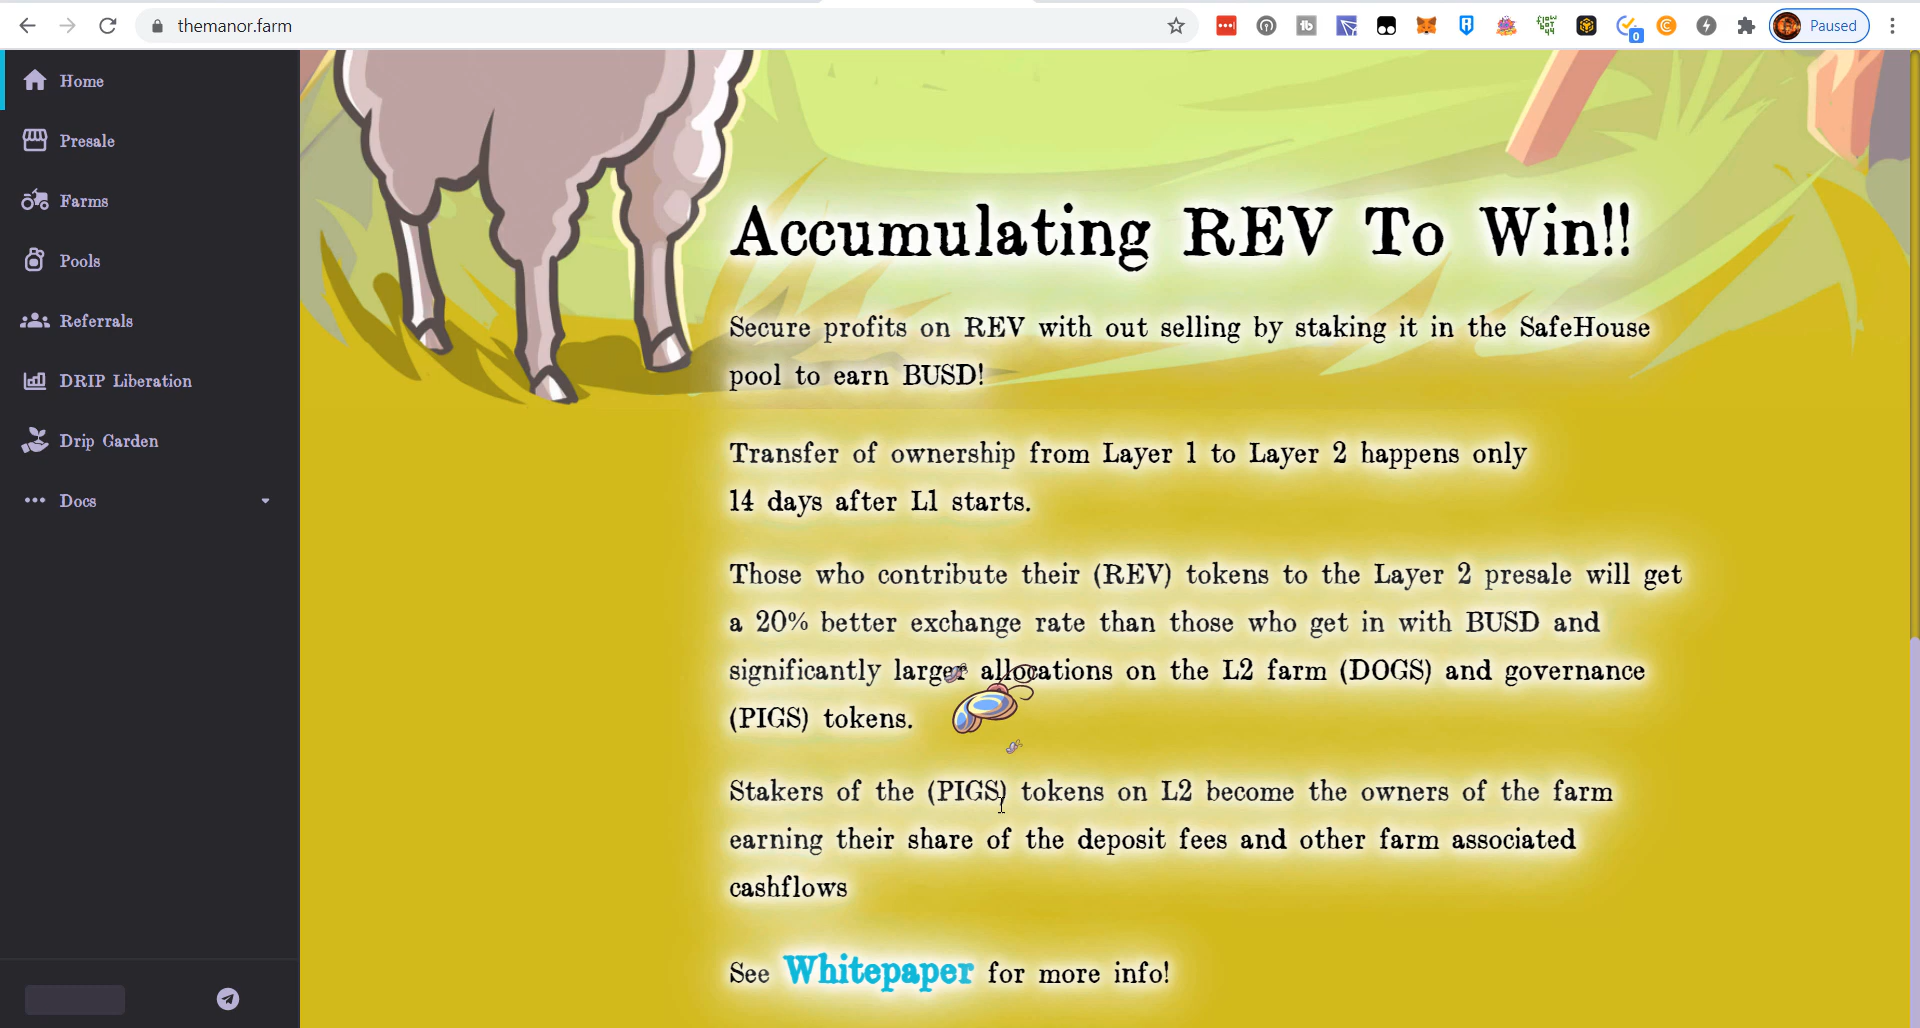 themanor.farm
Paused
0
Home
Presale
Farms
Pools
Referrals
DRIP Liberation
Drip Garden
Docs
Accumulating REV To Win!!
Secure profits on REV with out selling by staking it in the SafeHouse
pool to earn BUSD!
Transfer of ownership from Layer 1 to Layer 2 happens only
14 days after L1 starts.
Those who contribute their (REV) tokens to the Layer 2 presale will get
a 20% better exchange rate than those who get in with BUSD and
significantly larger allocations on the L2 farm (DOGS) and governance
(PIGS) tokens.
Stakers of the (PIGS) tokens on L2 become the owners of the farm
earning their share of the deposit fees and other farm associated
cashflows
See Whitepaper for more info!